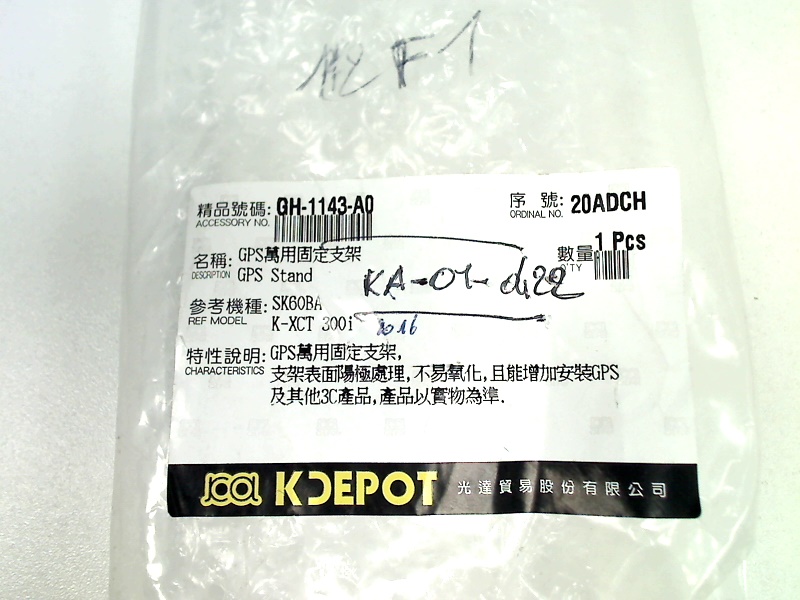 F1
精品號碼: GH-1143-A0
ACCESSORY NO.
序 號: 20ADCH
ORDINAL NO.
名稱: GPS萬用固定支架
DESCRIPTION GPS Stand
數量 1 Pcs
Q'TY
KA-01-d22
參考機種: SK60BA
REF MODEL K-XCT 300i 2016
特性說明: GPS萬用固定支架,
CHARACTERISTICS 支架表面陽極處理,不易氧化,且能增加安裝GPS
及其他3C產品,產品以實物為準.
K DEPOT 光達貿易股份有限公司